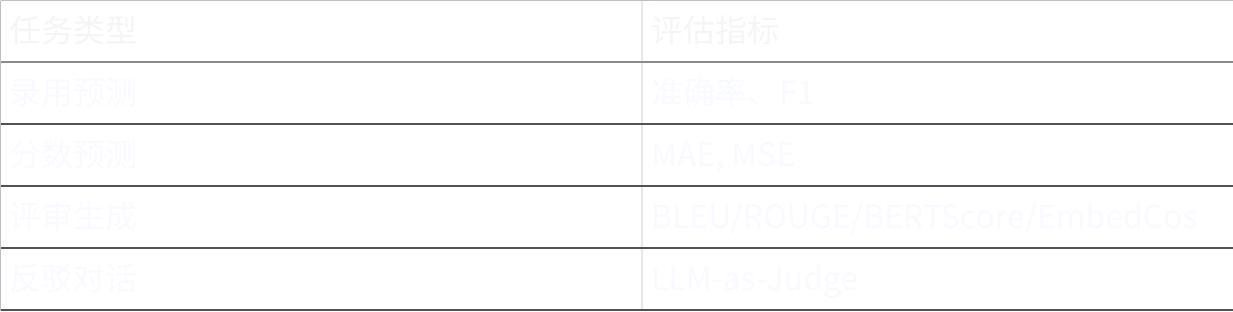 任务类型 评估指标
录用预测 准确率、F1
分数预测 MAE, MSE
评审生成 BLEU/ROUGE/BERTScore/EmbedCos
反驳对话 LLM-as-Judge